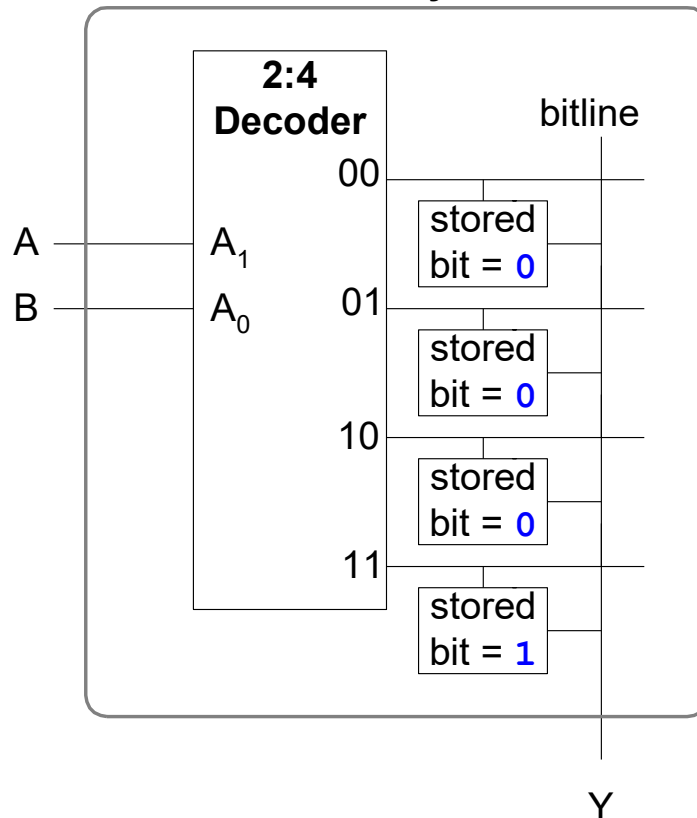 2:4
Decoder
bitline
00
stored
bit = 0
A
A1
01
B
A0
stored
bit = 0
10
stored
bit = 0
11
stored
bit = 1
Y